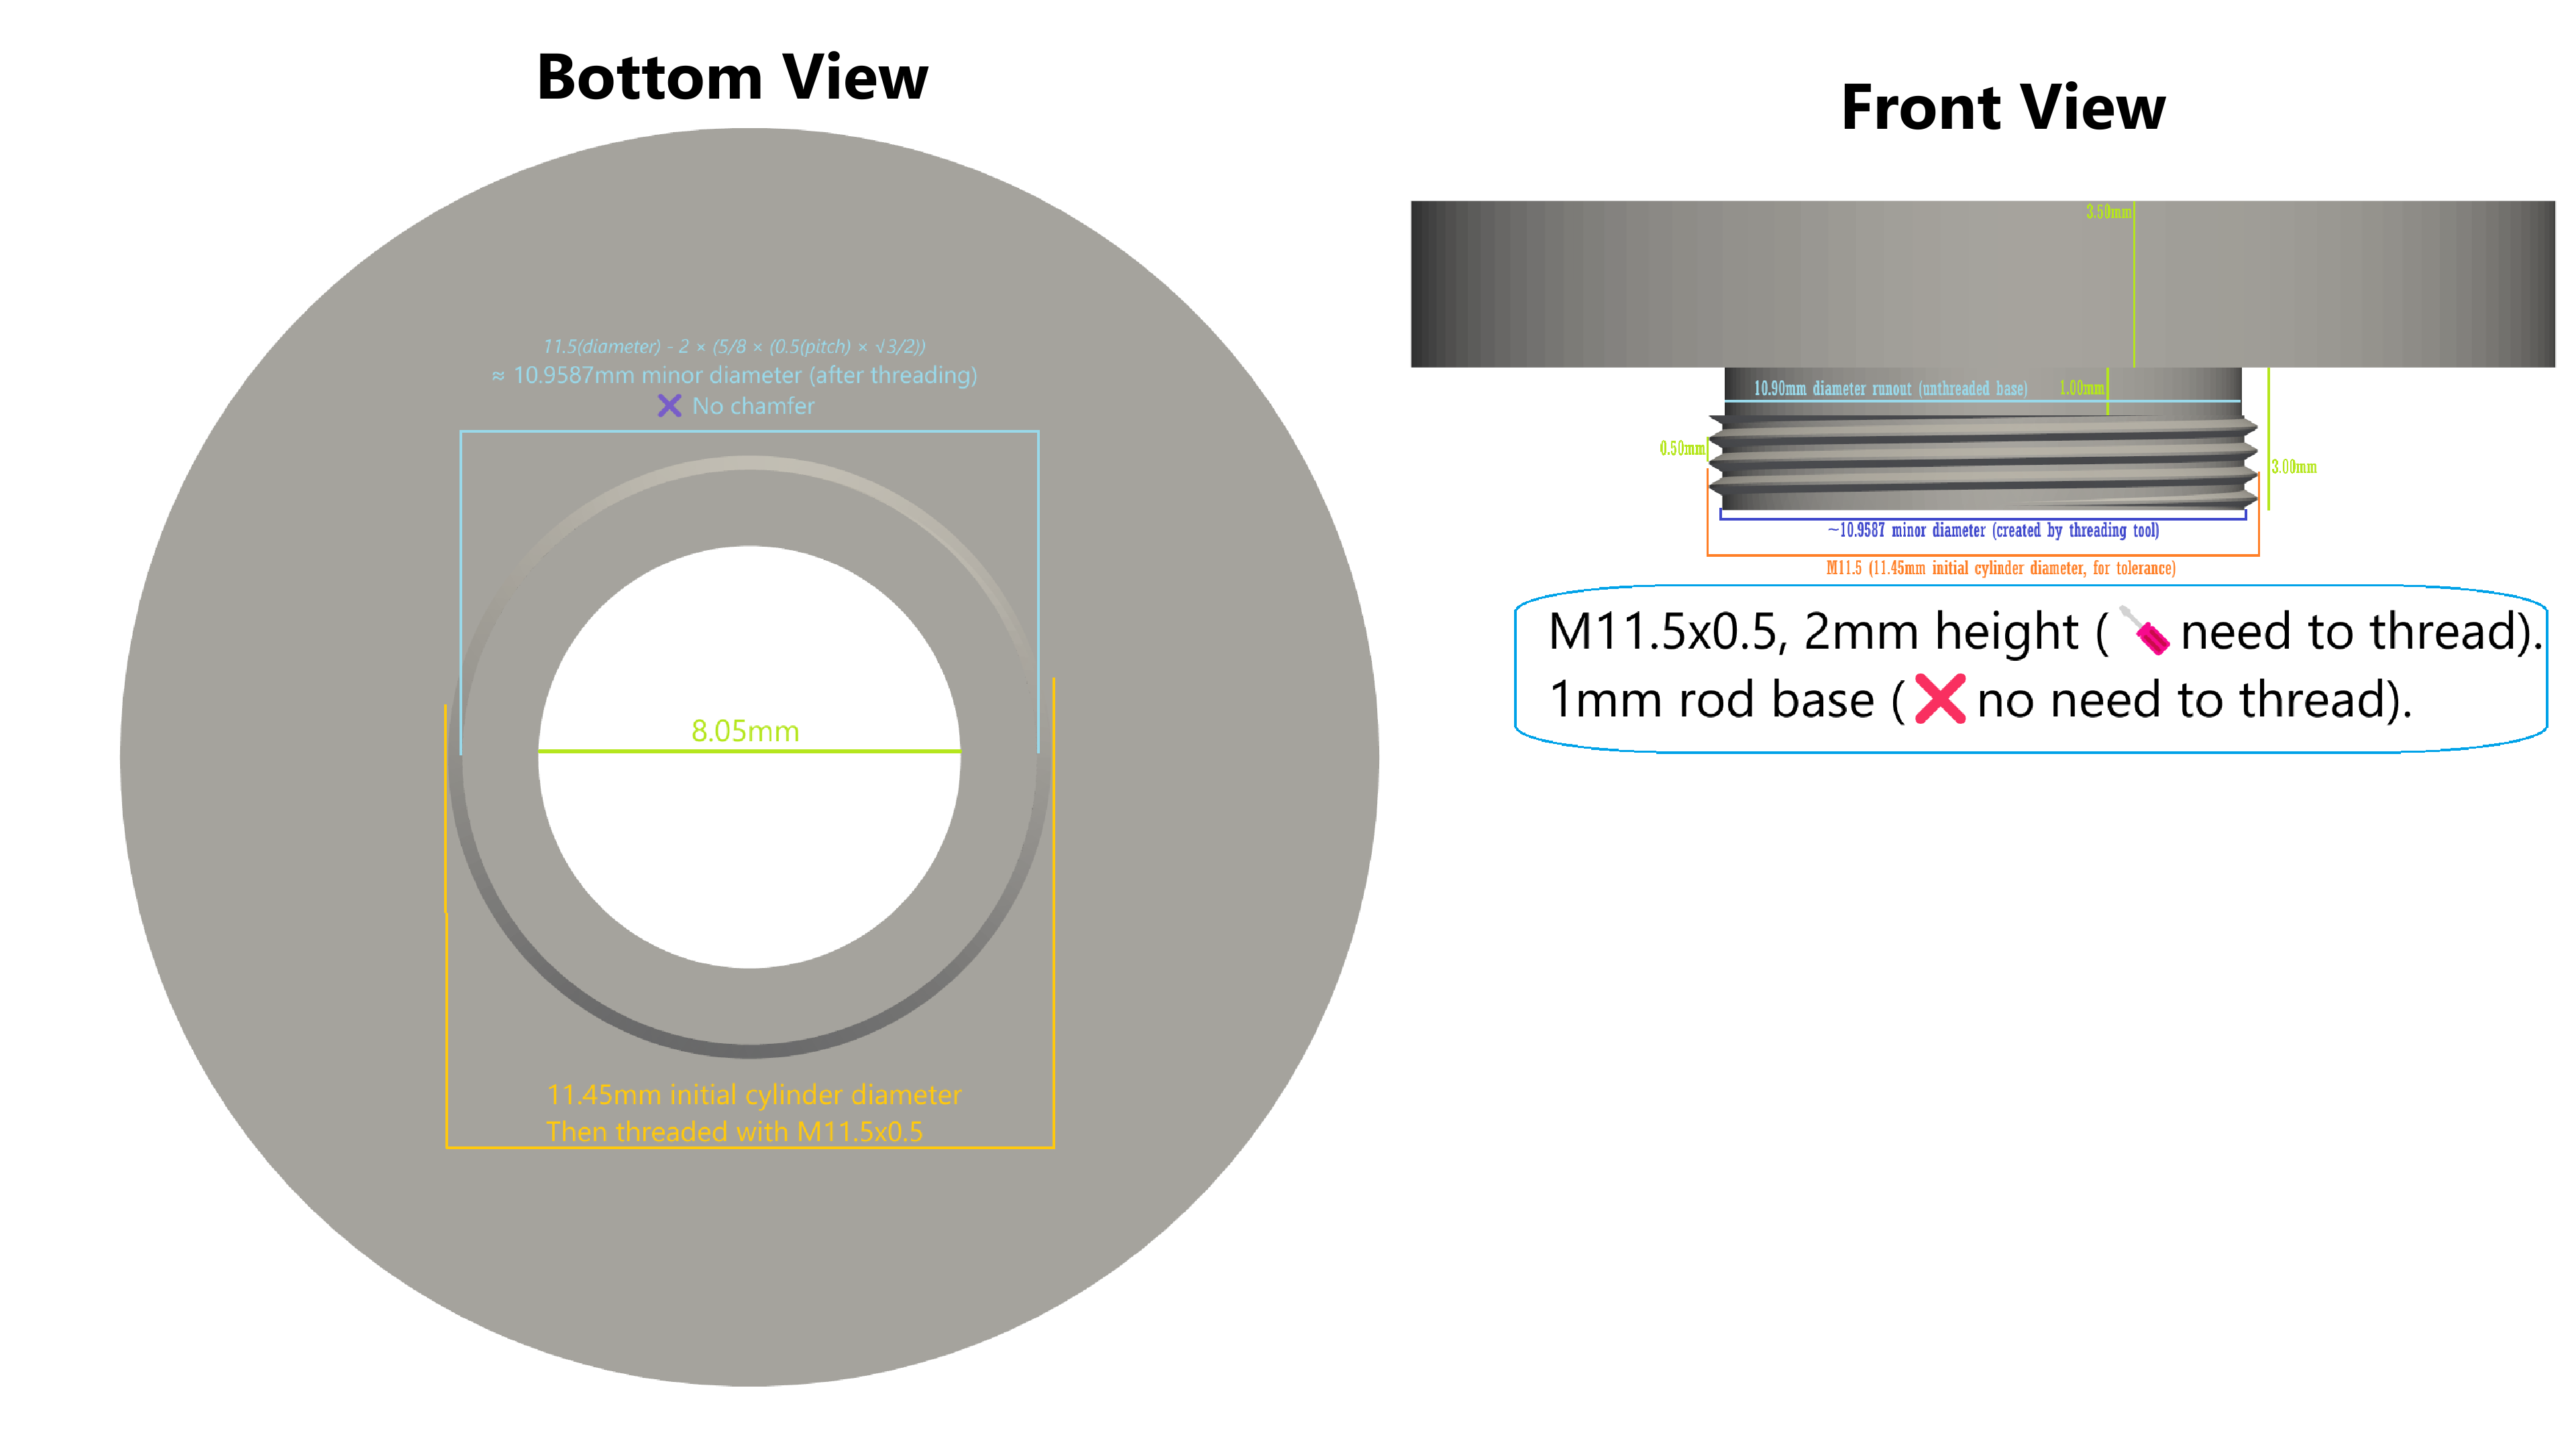 Bottom View
11.5(diameter) - 2 × (5/8 × (0.5(pitch) × √3/2))
≈ 10.9587mm minor diameter (after threading)
❌ No chamfer
8.05mm
11.45mm initial cylinder diameter
Then threaded with M11.5x0.5
Front View
3.50mm
10.90mm diameter runout (unthreaded base)
1.00mm
0.50mm
3.00mm
~10.9587 minor diameter (created by threading tool)
M11.5 (11.45mm initial cylinder diameter, for tolerance)
M11.5x0.5, 2mm height (🪛 need to thread).
1mm rod base (❌ no need to thread).